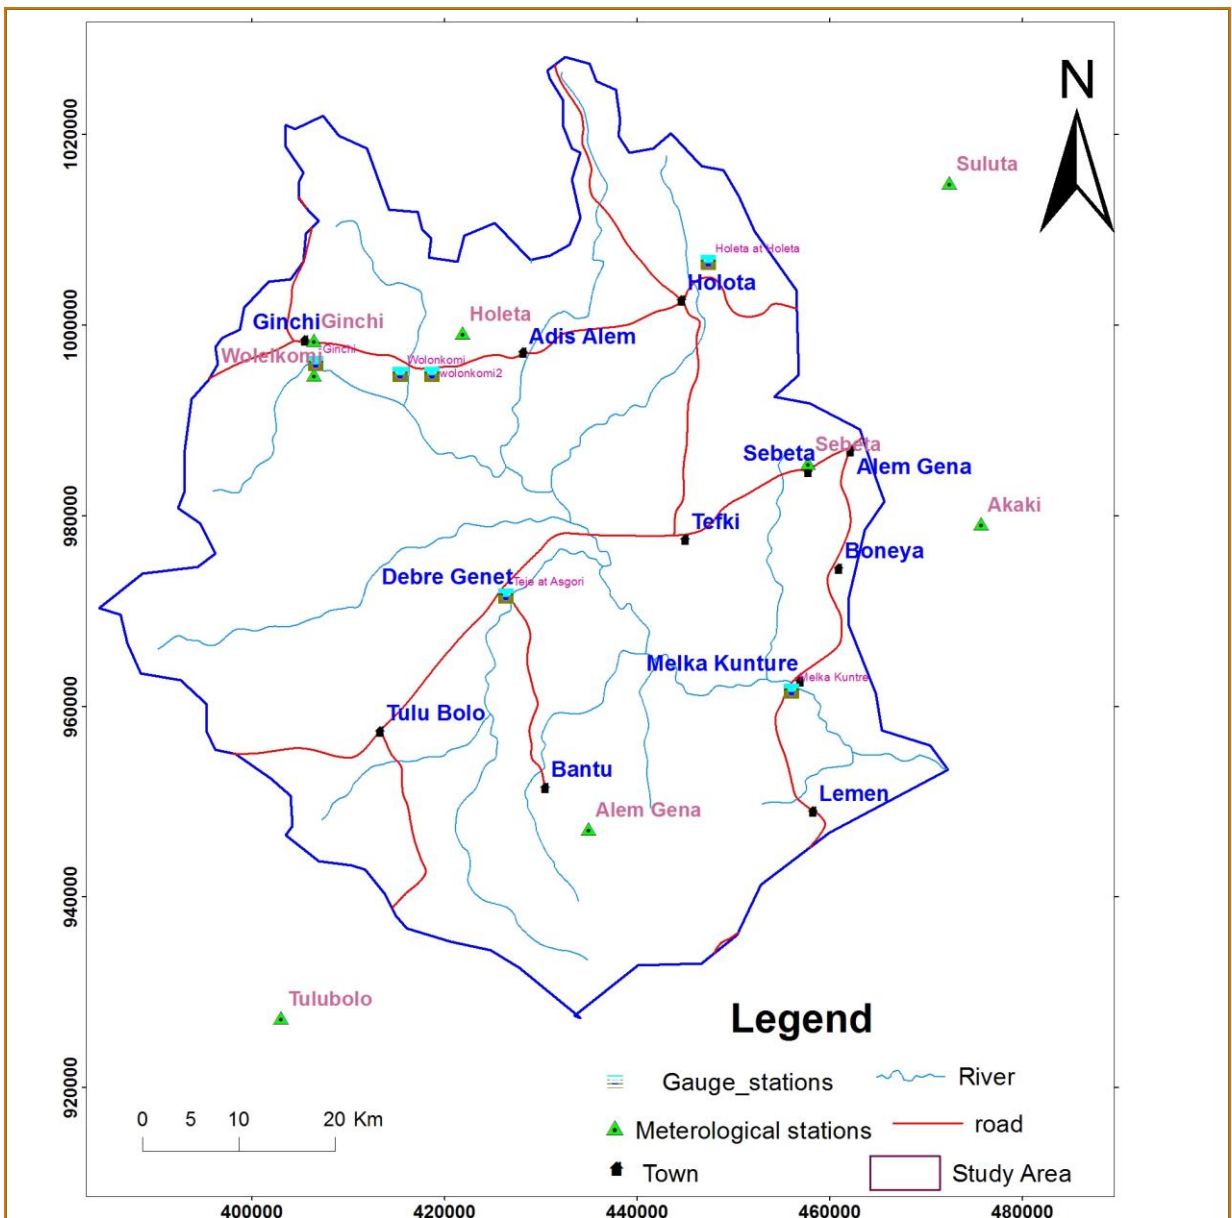 N
1020000
Suluta
Holeta at Holeta
Holota
1000000
Ginchi
Ginchi
Holeta
Adis Alem
Woleikomi
Ginchi
Wolonkomi
wolonkomi2
Sebeta
Sebeta
Alem Gena
980000
Tefki
Akaki
Boneya
Debre Genet
Teje at Asgori
Melka Kunture
Melka Kuntre
960000
Tulu Bolo
Bantu
Lemen
Alem Gena
940000
Tulubolo
Legend
920000
Gauge_stations
River
Meterological stations
road
Town
Study Area
0 5 10 20 Km
400000 420000 440000 460000 480000